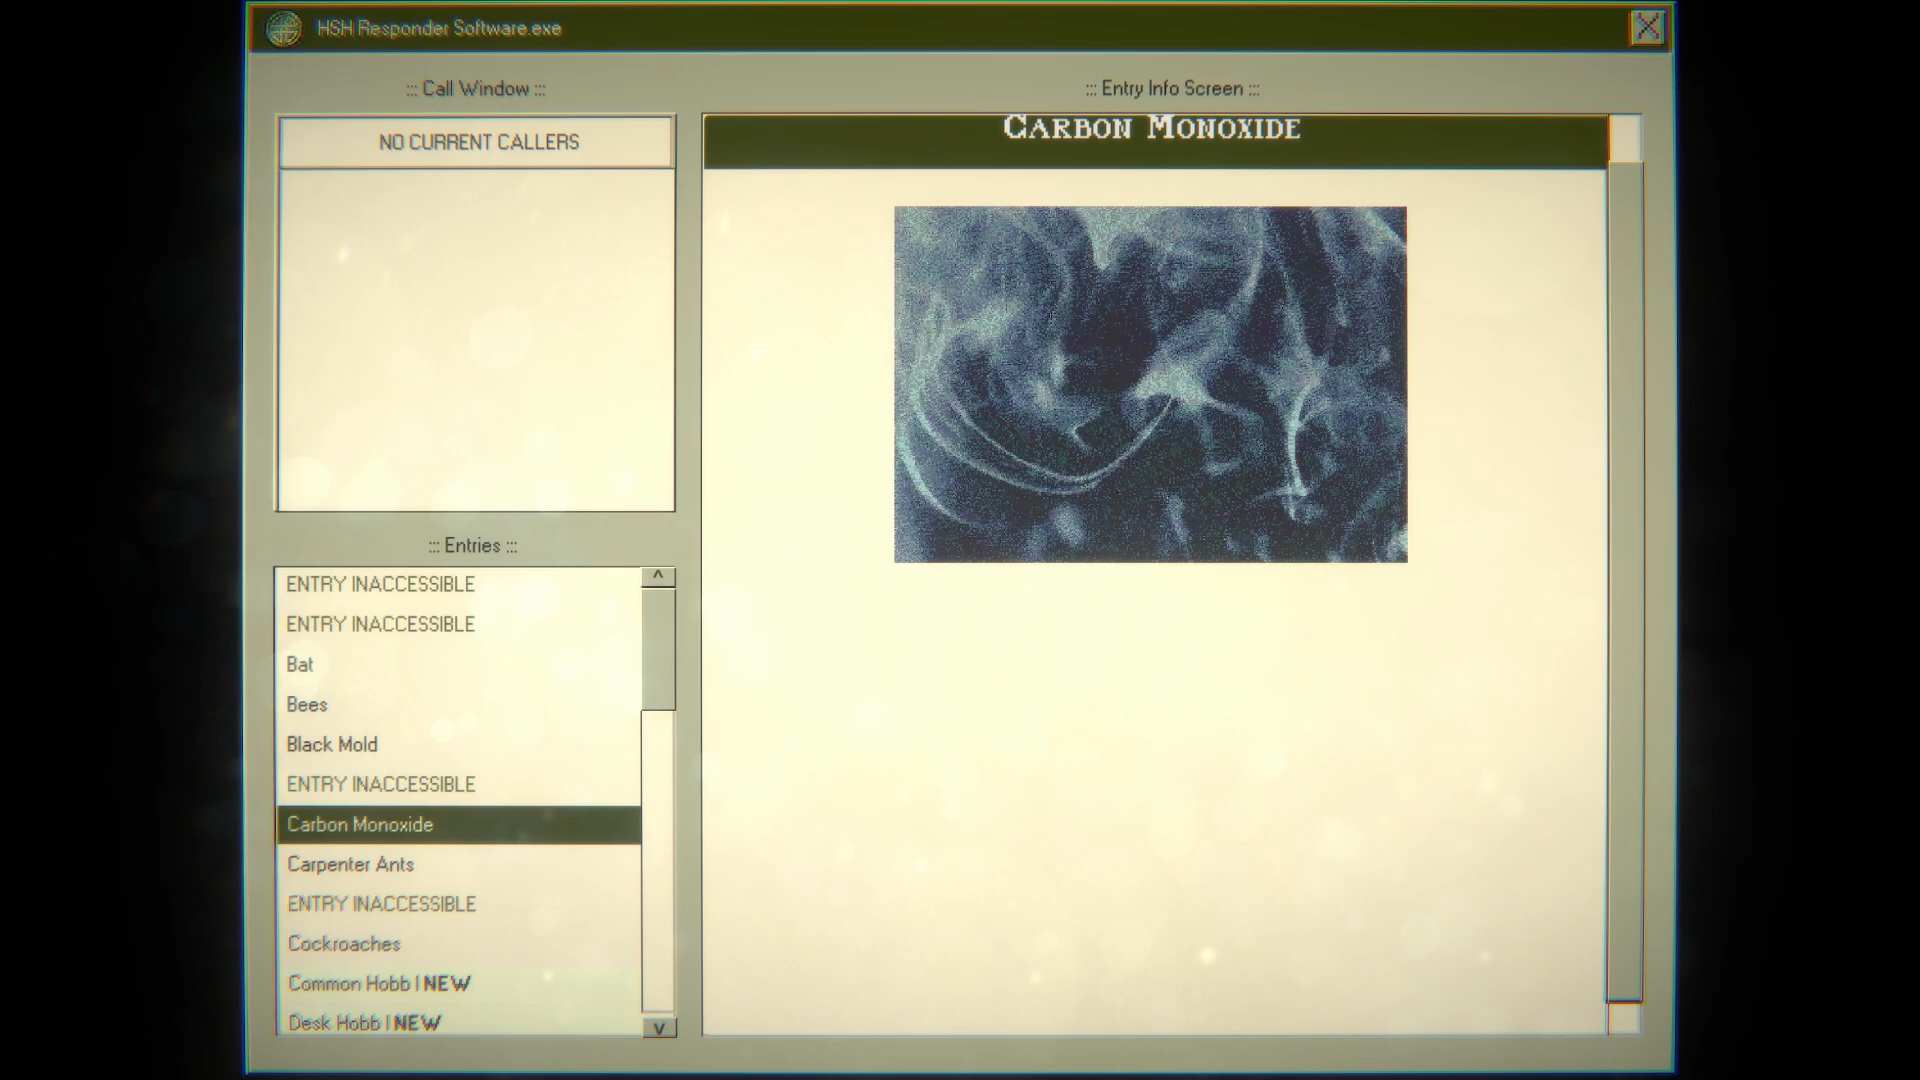 HSH Responder Software.exe
::: Call Window :::
NO CURRENT CALLERS
::: Entries :::
ENTRY INACCESSIBLE
ENTRY INACCESSIBLE
Bat
Bees
Black Mold
ENTRY INACCESSIBLE
Carbon Monoxide
Carpenter Ants
ENTRY INACCESSIBLE
Cockroaches
Common Hobb | NEW
Desk Hobb | NEW
::: Entry Info Screen :::
CARBON MONOXIDE